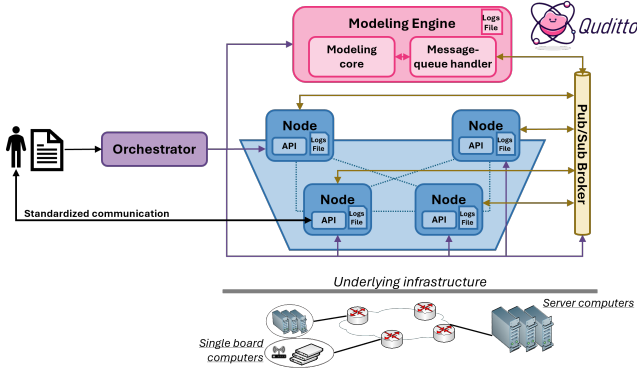 Modeling Engine
Logs
File
Quditto
Modeling
core
Message-
queue handler
Node
API
Logs
File
Node
API
Logs
File
Orchestrator
Pub/Sub Broker
Node
API
Logs
File
Node
API
Logs
File
Standardized communication
Underlying infrastructure
Server computers
Single board
computers